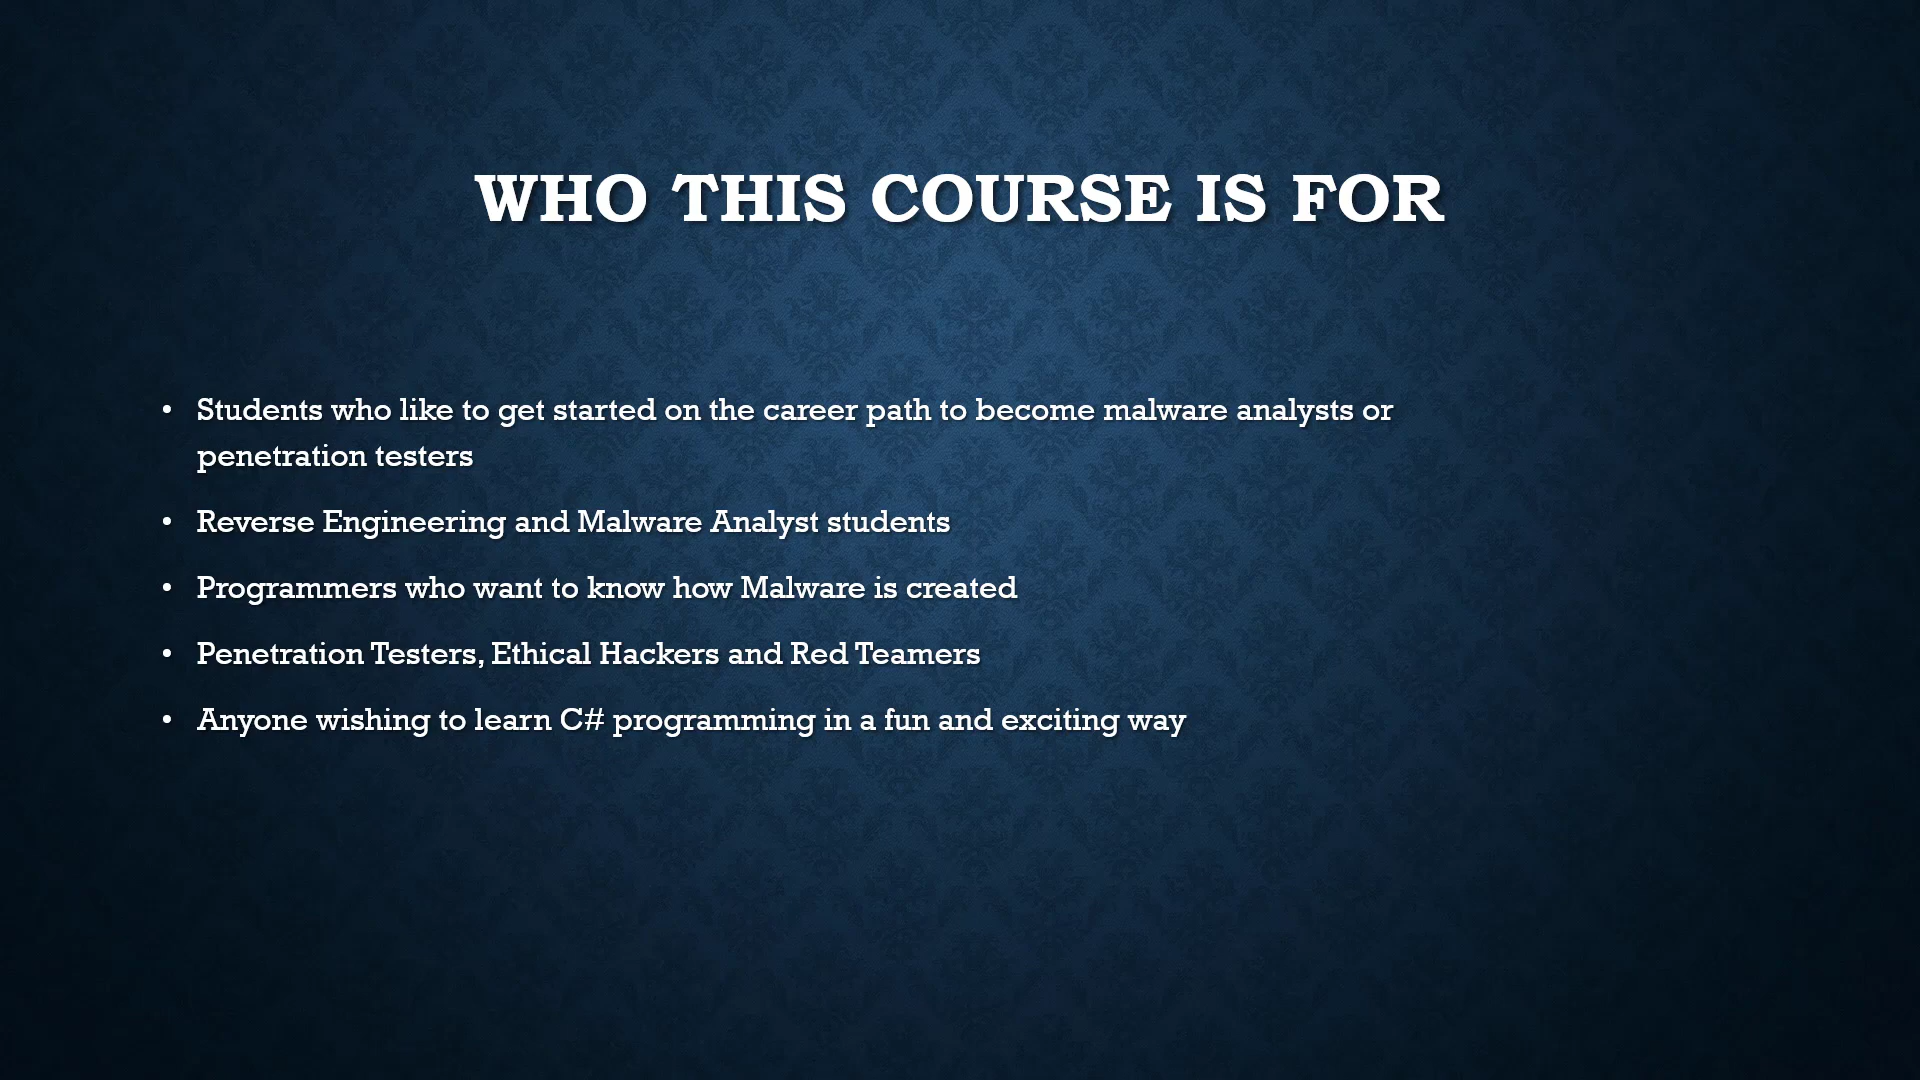 WHO THIS COURSE IS FOR
• Students who like to get started on the career path to become malware analysts or
penetration testers
• Reverse Engineering and Malware Analyst students
• Programmers who want to know how Malware is created
• Penetration Testers, Ethical Hackers and Red Teamers
• Anyone wishing to learn C# programming in a fun and exciting way